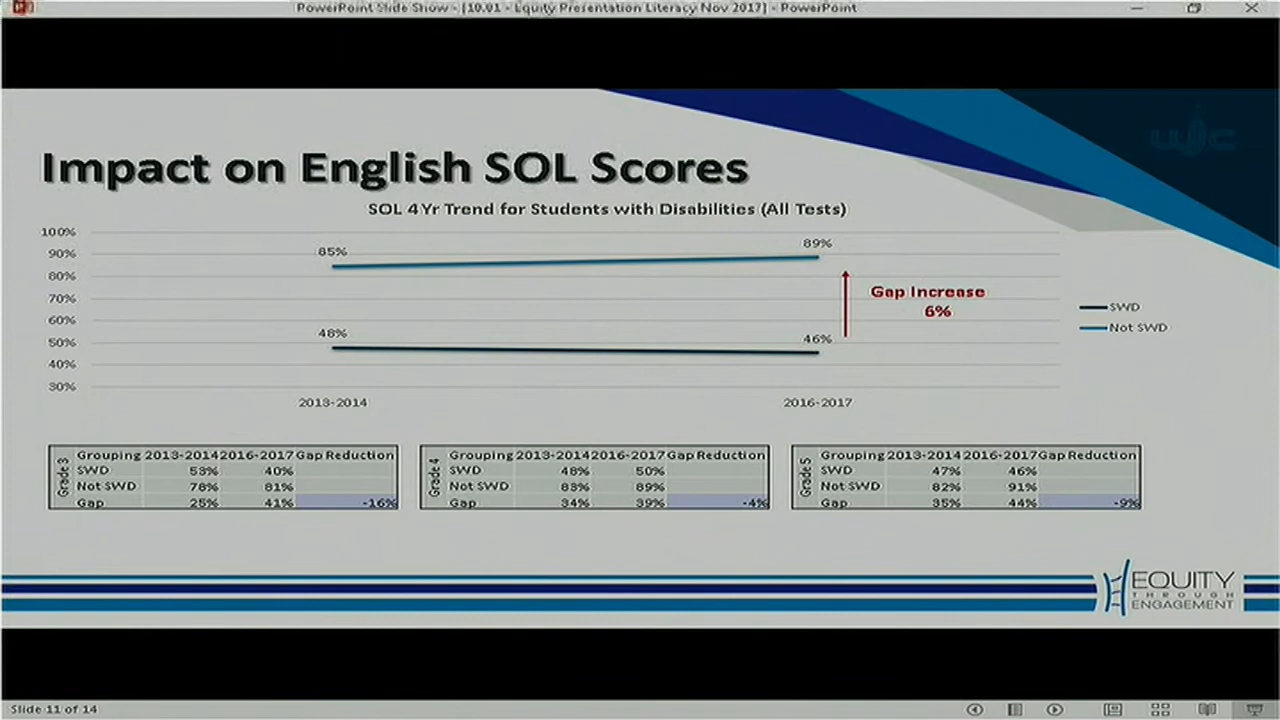 PowerPoint Slide Show - [10.01 - Equity Presentation Literacy Nov 2017] - PowerPoint
WJC
Impact on English SOL Scores
SOL 4 Yr Trend for Students with Disabilities (All Tests)
100%
90%
80%
70%
60%
50%
40%
30%
85%
89%
48%
46%
Gap Increase
6%
SWD
Not SWD
2013-2014
2016-2017
Grade 3
Grouping 2013-2014 2016-2017 Gap Reduction
SWD 53% 40%
Not SWD 78% 81%
Gap 25% 41% -16%
Grade 4
Grouping 2013-2014 2016-2017 Gap Reduction
SWD 48% 50%
Not SWD 83% 89%
Gap 34% 39% -4%
Grade 5
Grouping 2013-2014 2016-2017 Gap Reduction
SWD 47% 46%
Not SWD 82% 91%
Gap 35% 44% -9%
EQUITY
THROUGH
ENGAGEMENT
Slide 11 of 14